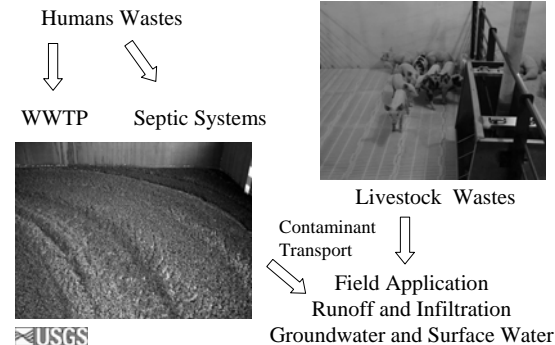 Humans Wastes
WWTP
Septic Systems
Livestock Wastes
Contaminant
Transport
Field Application
Runoff and Infiltration
Groundwater and Surface Water
USGS